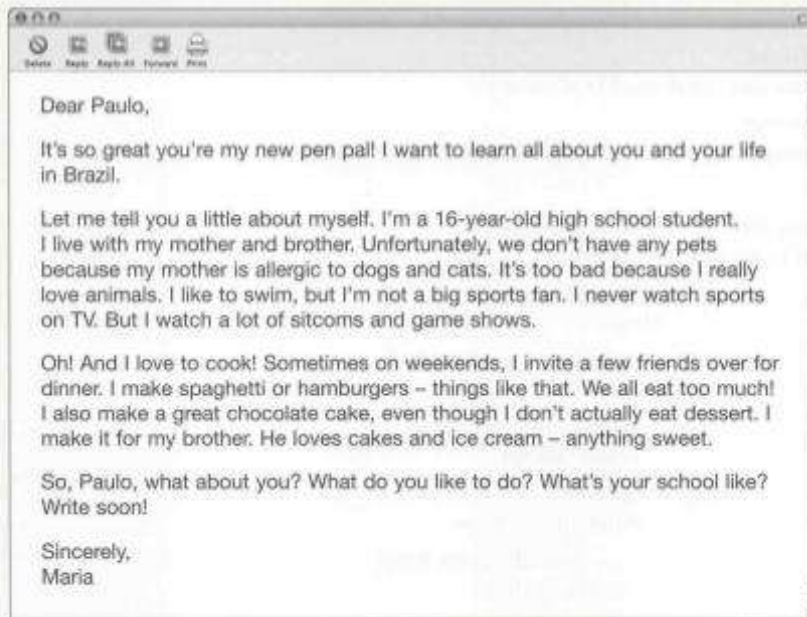 Delete Reply Reply All Forward Print
Dear Paulo,
It's so great you're my new pen pal! I want to learn all about you and your life
in Brazil.
Let me tell you a little about myself. I'm a 16-year-old high school student.
I live with my mother and brother. Unfortunately, we don't have any pets
because my mother is allergic to dogs and cats. It's too bad because I really
love animals. I like to swim, but I'm not a big sports fan. I never watch sports
on TV. But I watch a lot of sitcoms and game shows.
Oh! And I love to cook! Sometimes on weekends, I invite a few friends over for
dinner. I make spaghetti or hamburgers – things like that. We all eat too much!
I also make a great chocolate cake, even though I don't actually eat dessert. I
make it for my brother. He loves cakes and ice cream – anything sweet.
So, Paulo, what about you? What do you like to do? What's your school like?
Write soon!
Sincerely,
Maria